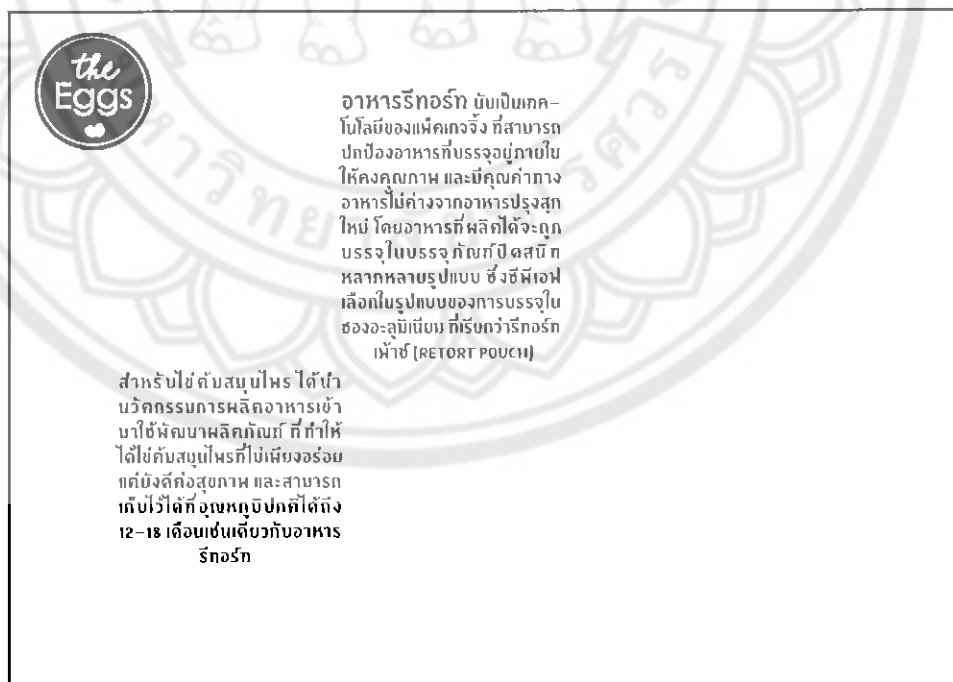 the
Eggs
อาหารรีทอร์ท นับเป็นเทค-
โนโลยีของแพ็คเกจจิ้ง ที่สามารถ
ปกป้องอาหารที่บรรจุอยู่ภายใน
ให้คงคุณภาพ และมีคุณค่าทาง
อาหารไม่ต่างจากอาหารปรุงสุก
ใหม่ โดยอาหารที่ผลิตได้จะถูก
บรรจุในบรรจุภัณฑ์ปิดสนิท
หลากหลายรูปแบบ ซึ่งซีพีเอฟ
เลือกในรูปแบบของการบรรจุใน
ซองอะลูมิเนียม ที่เรียกว่ารีทอร์ท
เพ้าช์ (RETORT POUCH)
สำหรับไข่ต้มสมุนไพร ได้นำ
นวัตกรรมการผลิตอาหารเข้า
มาใช้พัฒนาผลิตภัณฑ์ ที่ทำให้
ได้ไข่ต้มสมุนไพรที่ไม่เพียงอร่อย
แต่ยังดีต่อสุขภาพ และสามารถ
เก็บไว้ได้ที่อุณหภูมิปกติได้ถึง
12-18 เดือนเช่นเดียวกับอาหาร
รีทอร์ท